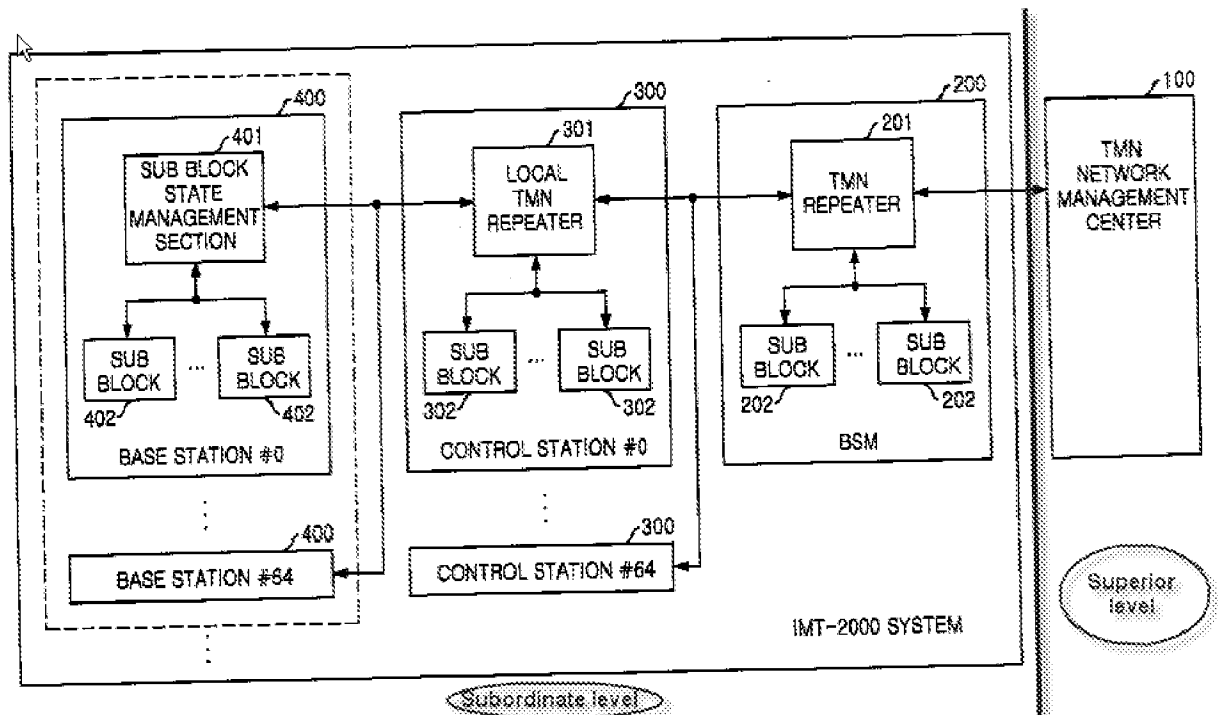 400
401
SUB BLOCK
STATE
MANAGEMENT
SECTION
SUB
BLOCK
...
SUB
BLOCK
402
402
BASE STATION #0
400
BASE STATION #64
300
301
LOCAL
TMN
REPEATER
SUB
BLOCK
...
SUB
BLOCK
302
302
CONTROL STATION #0
300
CONTROL STATION #64
200
201
TMN
REPEATER
SUB
BLOCK
...
SUB
BLOCK
202
202
BSM
IMT-2000 SYSTEM
100
TMN
NETWORK
MANAGEMENT
CENTER
Superior
level
Subordinate level